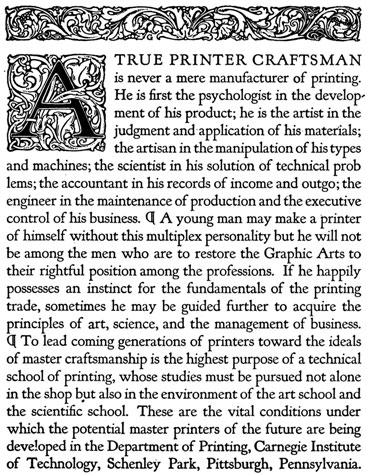 A TRUE PRINTER CRAFTSMAN
is never a mere manufacturer of printing.
He is first the psychologist in the develop-
ment of his product; he is the artist in the
judgment and application of his materials;
the artisan in the manipulation of his types
and machines; the scientist in his solution of technical prob
lems; the accountant in his records of income and outgo; the
engineer in the maintenance of production and the executive
control of his business. ¶ A young man may make a printer
of himself without this multiplex personality but he will not
be among the men who are to restore the Graphic Arts to
their rightful position among the professions. If he happily
possesses an instinct for the fundamentals of the printing
trade, sometimes he may be guided further to acquire the
principles of art, science, and the management of business.
¶ To lead coming generations of printers toward the ideals
of master craftsmanship is the highest purpose of a technical
school of printing, whose studies must be pursued not alone
in the shop but also in the environment of the art school and
the scientific school. These are the vital conditions under
which the potential master printers of the future are being
developed in the Department of Printing, Carnegie Institute
of Technology, Schenley Park, Pittsburgh, Pennsylvania.